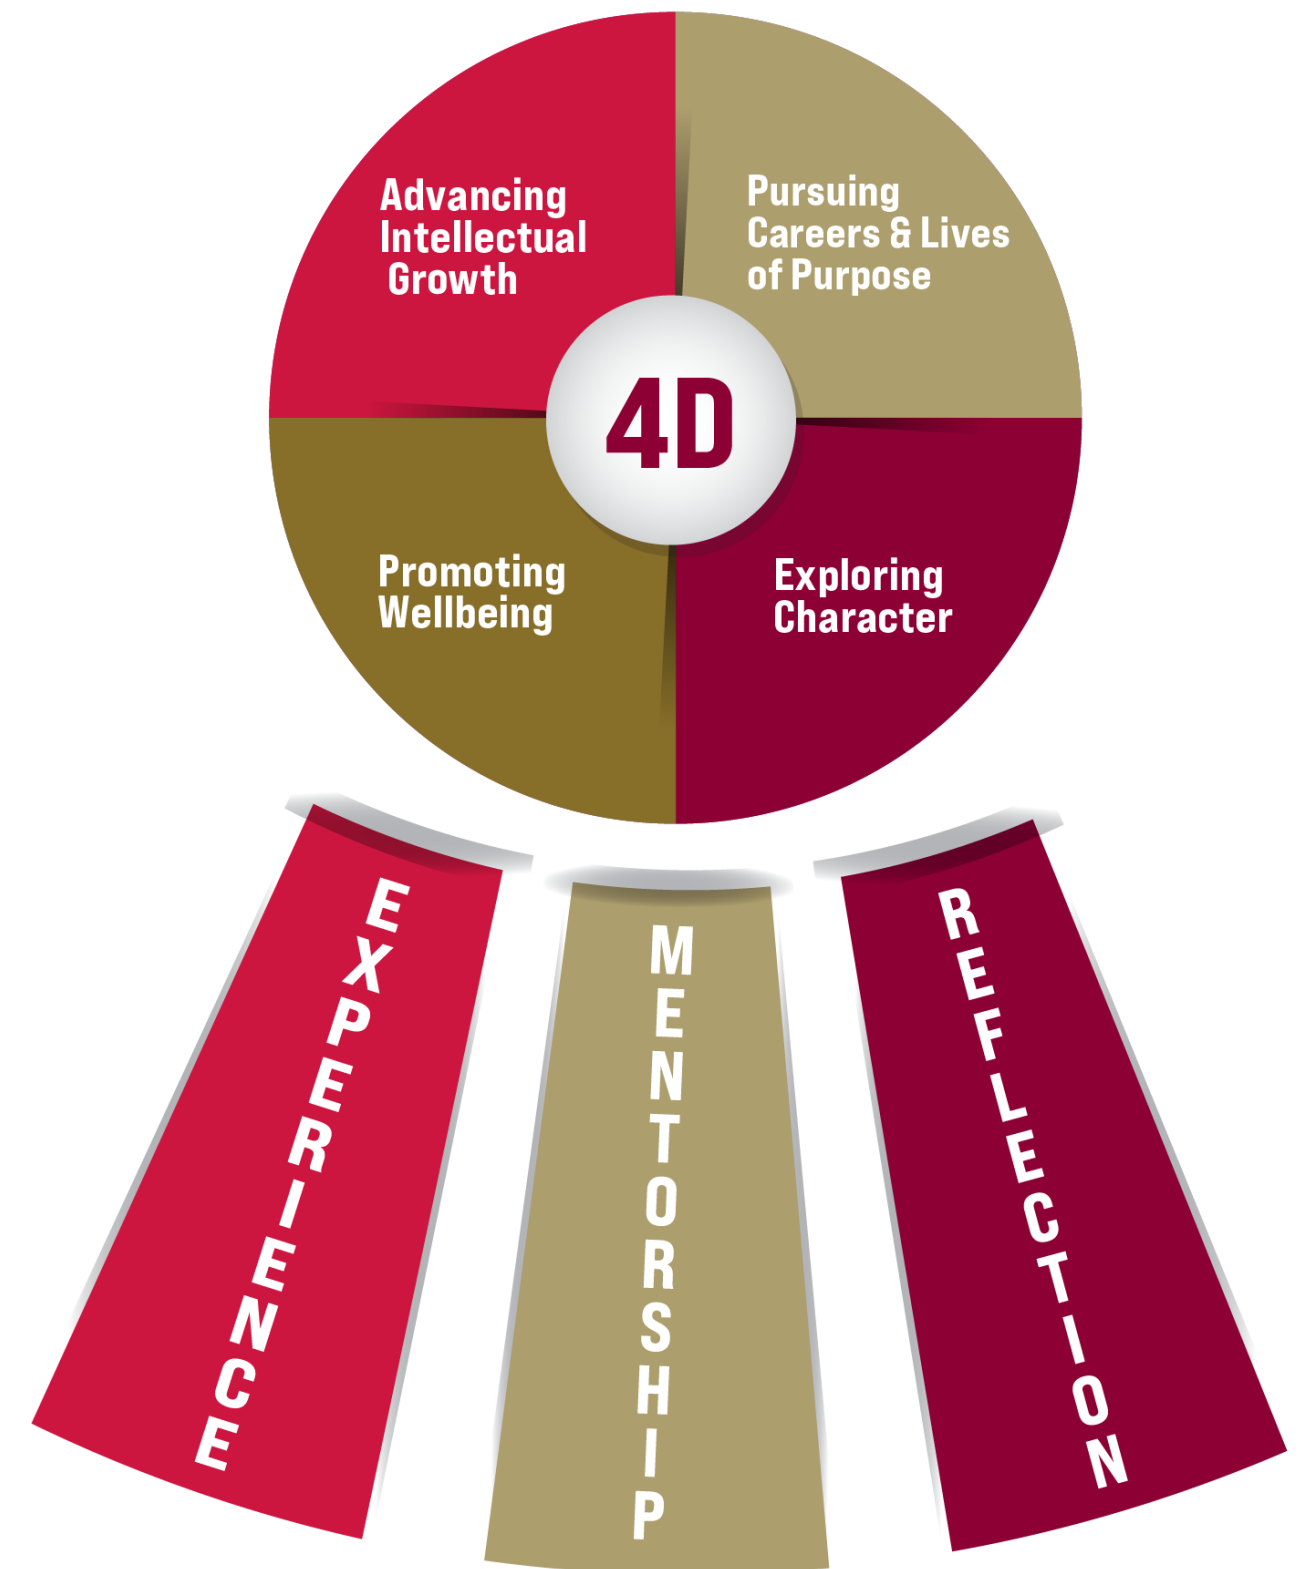 Advancing
Intellectual
Growth
Pursuing
Careers & Lives
of Purpose
4D
Promoting
Wellbeing
Exploring
Character
EXPERIENCE
MENTORSHIP
REFLECTION